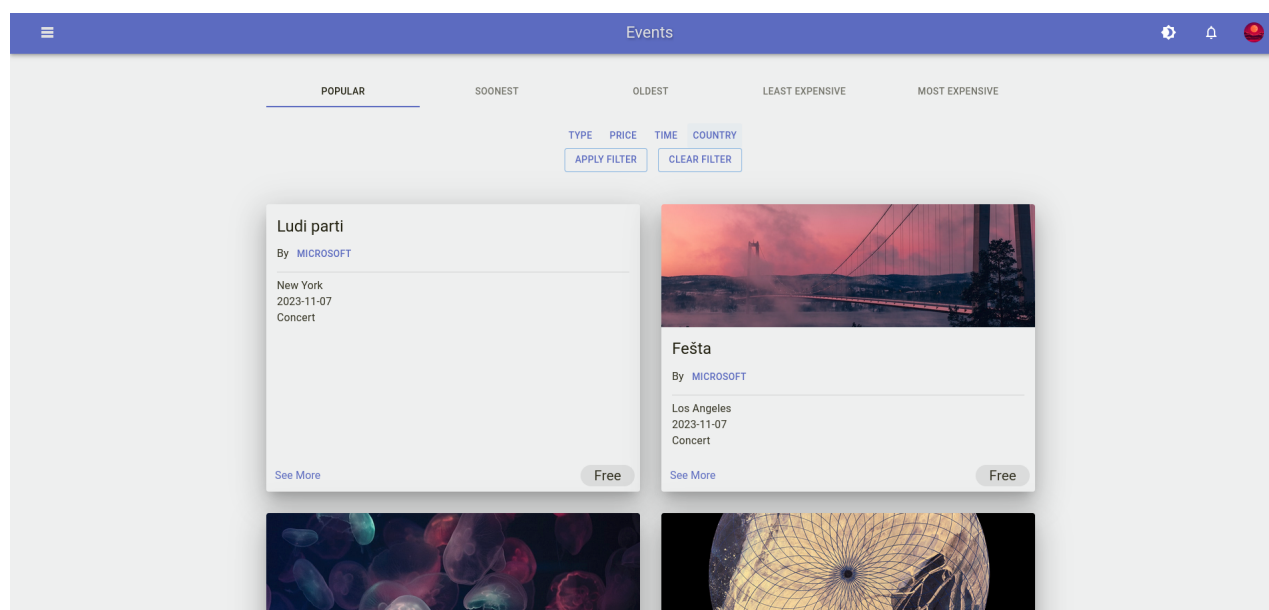 Events
POPULAR SOONEST OLDEST LEAST EXPENSIVE MOST EXPENSIVE
TYPE PRICE TIME COUNTRY
APPLY FILTER CLEAR FILTER
Ludi parti
By MICROSOFT
New York
2023-11-07
Concert
See More Free
Fešta
By MICROSOFT
Los Angeles
2023-11-07
Concert
See More Free